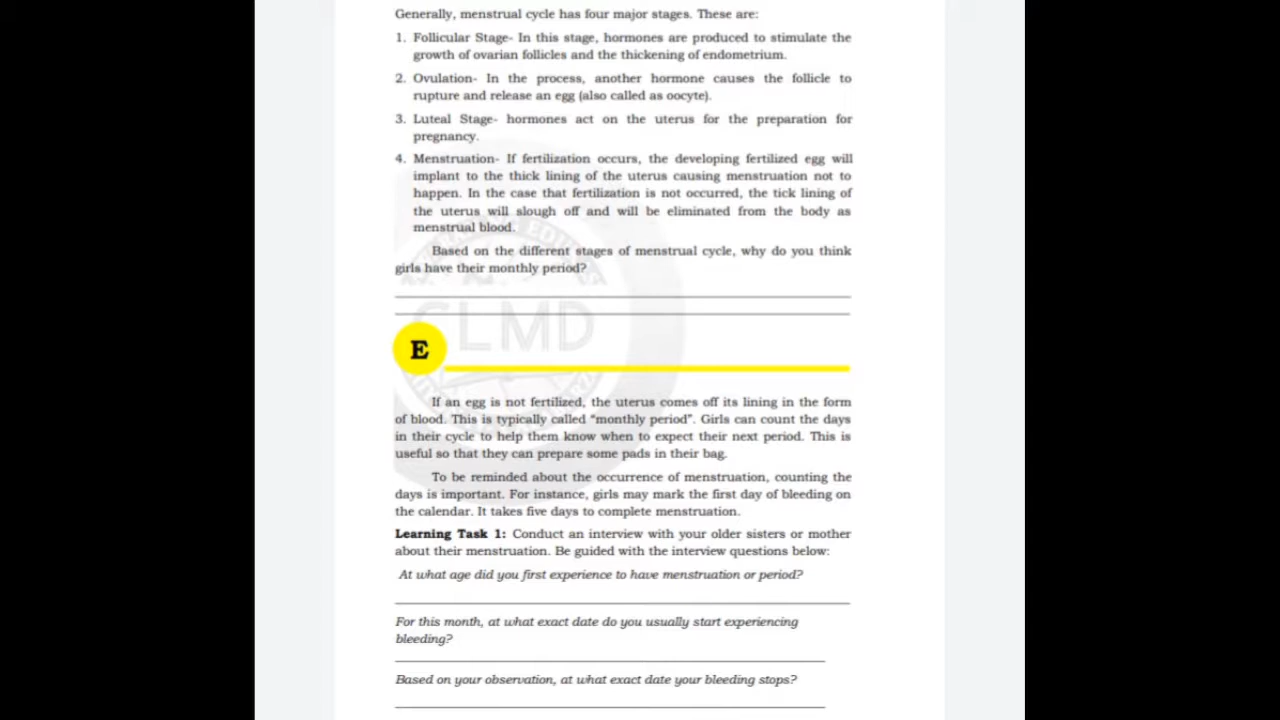 Generally, menstrual cycle has four major stages. These are:
1. Follicular Stage- In this stage, hormones are produced to stimulate the
growth of ovarian follicles and the thickening of endometrium.
2. Ovulation- In the process, another hormone causes the follicle to
rupture and release an egg (also called as oocyte).
3. Luteal Stage- hormones act on the uterus for the preparation for
pregnancy.
4. Menstruation- If fertilization occurs, the developing fertilized egg will
implant to the thick lining of the uterus causing menstruation not to
happen. In the case that fertilization is not occurred, the tick lining of
the uterus will slough off and will be eliminated from the body as
menstrual blood.
Based on the different stages of menstrual cycle, why do you think
girls have their monthly period?
CLMD
E
If an egg is not fertilized, the uterus comes off its lining in the form
of blood. This is typically called “monthly period”. Girls can count the days
in their cycle to help them know when to expect their next period. This is
useful so that they can prepare some pads in their bag.
To be reminded about the occurrence of menstruation, counting the
days is important. For instance, girls may mark the first day of bleeding on
the calendar. It takes five days to complete menstruation.
Learning Task 1: Conduct an interview with your older sisters or mother
about their menstruation. Be guided with the interview questions below:
At what age did you first experience to have menstruation or period?
For this month, at what exact date do you usually start experiencing
bleeding?
Based on your observation, at what exact date your bleeding stops?